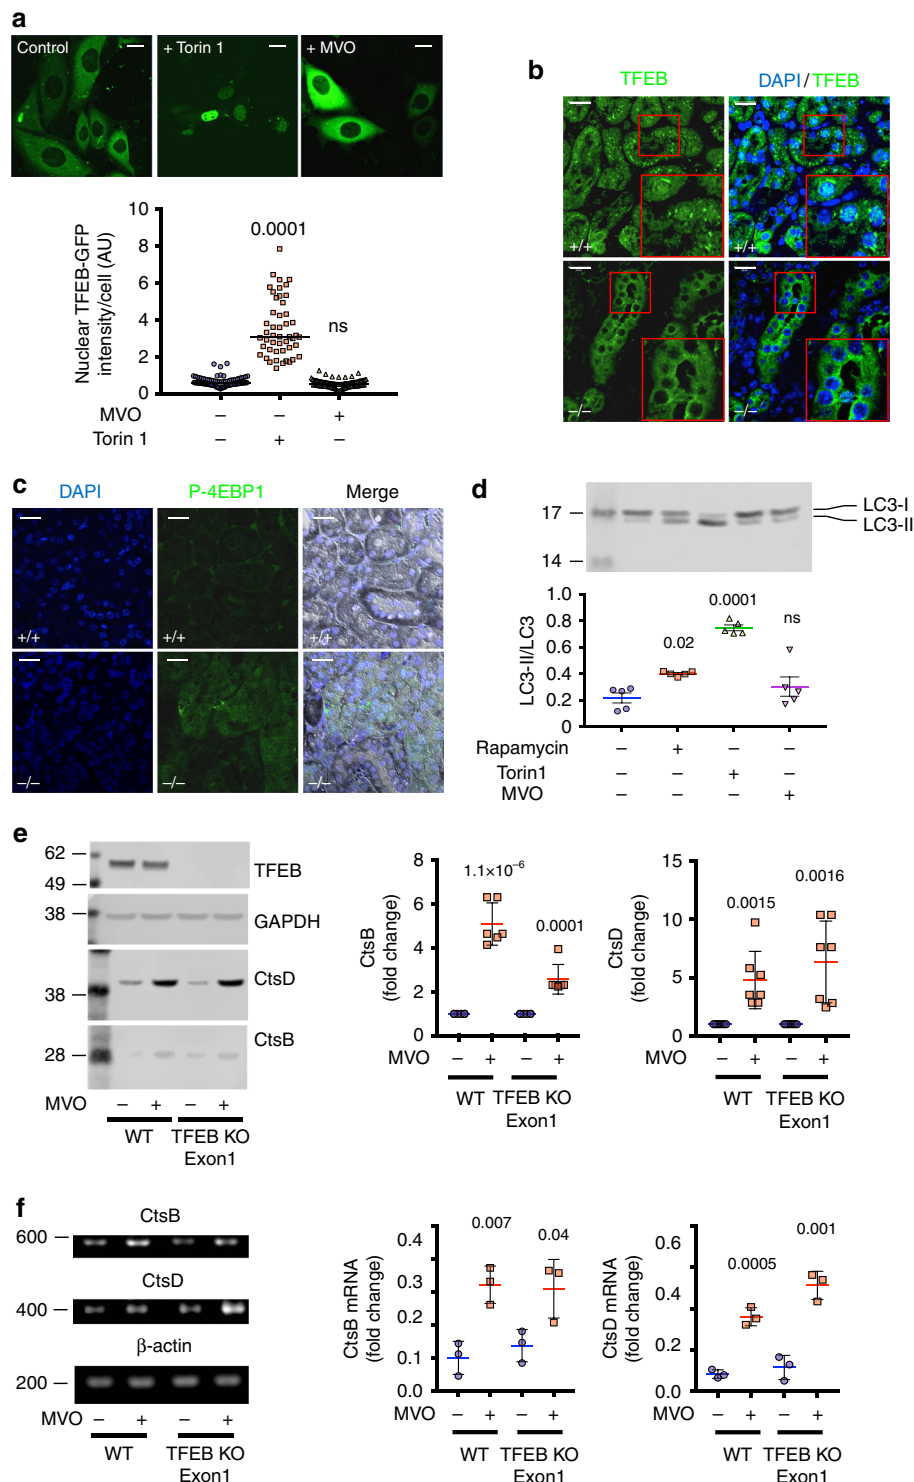 a
Control
+ Torin 1
+ MVO
10
8
6
4
2
0
Nuclear TFEB-GFP
intensity/cell (AU)
0.0001
ns
MVO – – +
Torin 1 – + –
b
TFEB
DAPI/TFEB
+/+
–/–
c
DAPI
P-4EBP1
Merge
+/+
+/+
+/+
–/–
–/–
–/–
d
17
14
LC3-I
LC3-II
1.0
0.8
0.6
0.4
0.2
0
LC3-II/LC3
0.02
0.0001
ns
Rapamycin – + – –
Torin1 – – + –
MVO – – – +
e
62
49
TFEB
38
GAPDH
38
CtsD
28
CtsB
MVO – + – +
WT
TFEB KO
Exon1
8
6
4
2
0
CtsB
(fold change)
1.1×10⁻⁶
0.0001
MVO – + – +
WT
TFEB KO
Exon1
15
10
5
0
CtsD
(fold change)
0.0015
0.0016
MVO – + – +
WT
TFEB KO
Exon1
f
CtsB
600
CtsD
400
β-actin
200
MVO – + – +
WT
TFEB KO
Exon1
0.4
0.3
0.2
0.1
0.0
CtsB mRNA
(fold change)
0.007
0.04
MVO – + – +
WT
TFEB KO
Exon1
0.6
0.4
0.2
0.0
CtsD mRNA
(fold change)
0.0005
0.001
MVO – + – +
WT
TFEB KO
Exon1